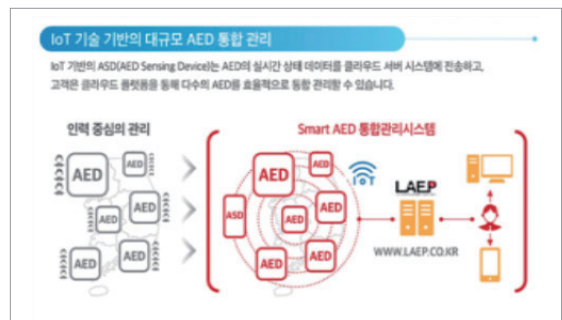 IoT 기술 기반의 대규모 AED 통합 관리
IoT 기반의 ASD(AED Sensing Device)는 AED의 실시간 상태 데이터를 클라우드 서버 시스템에 전송하고,
고객은 클라우드 플랫폼을 통해 다수의 AED를 효율적으로 통합 관리할 수 있습니다.
인력 중심의 관리
Smart AED 통합관리시스템
AED
AED
AED
AED
AED
AED
AED
AED
ASD
AED
AED
AED
AED
IoT
LAEP
WWW.LAEP.CO.KR